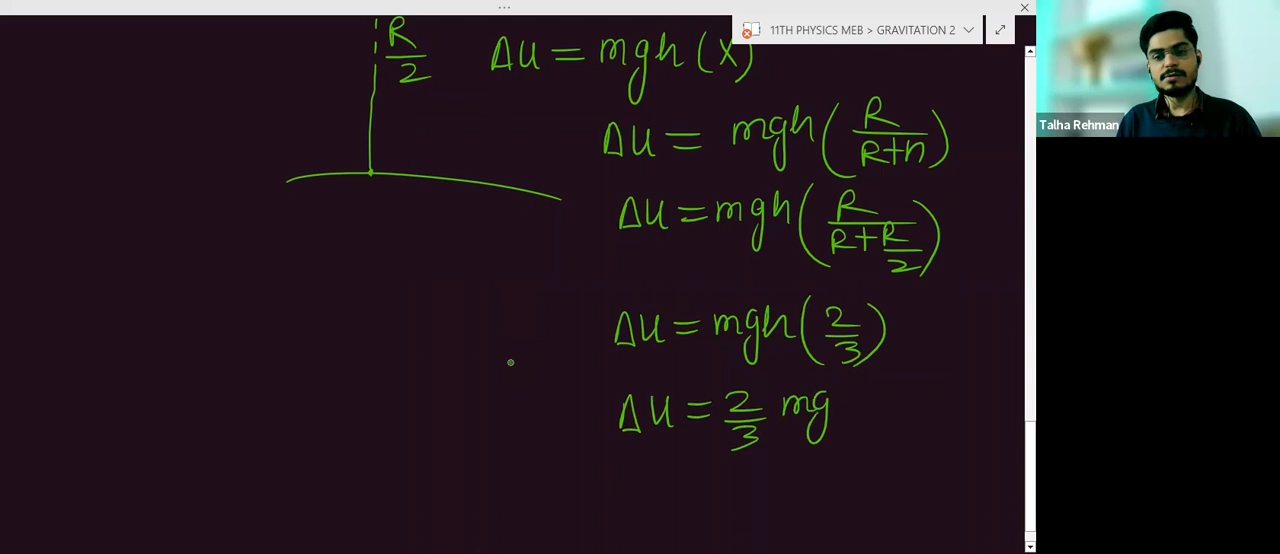 11TH PHYSICS MEB > GRAVITATION 2
Talha Rehman
R/2
ΔU = mgh (X)
ΔU = mgh (R/(R+h))
ΔU = mgh (R/(R+R/2))
ΔU = mgh (2/3)
ΔU = 2/3 mg